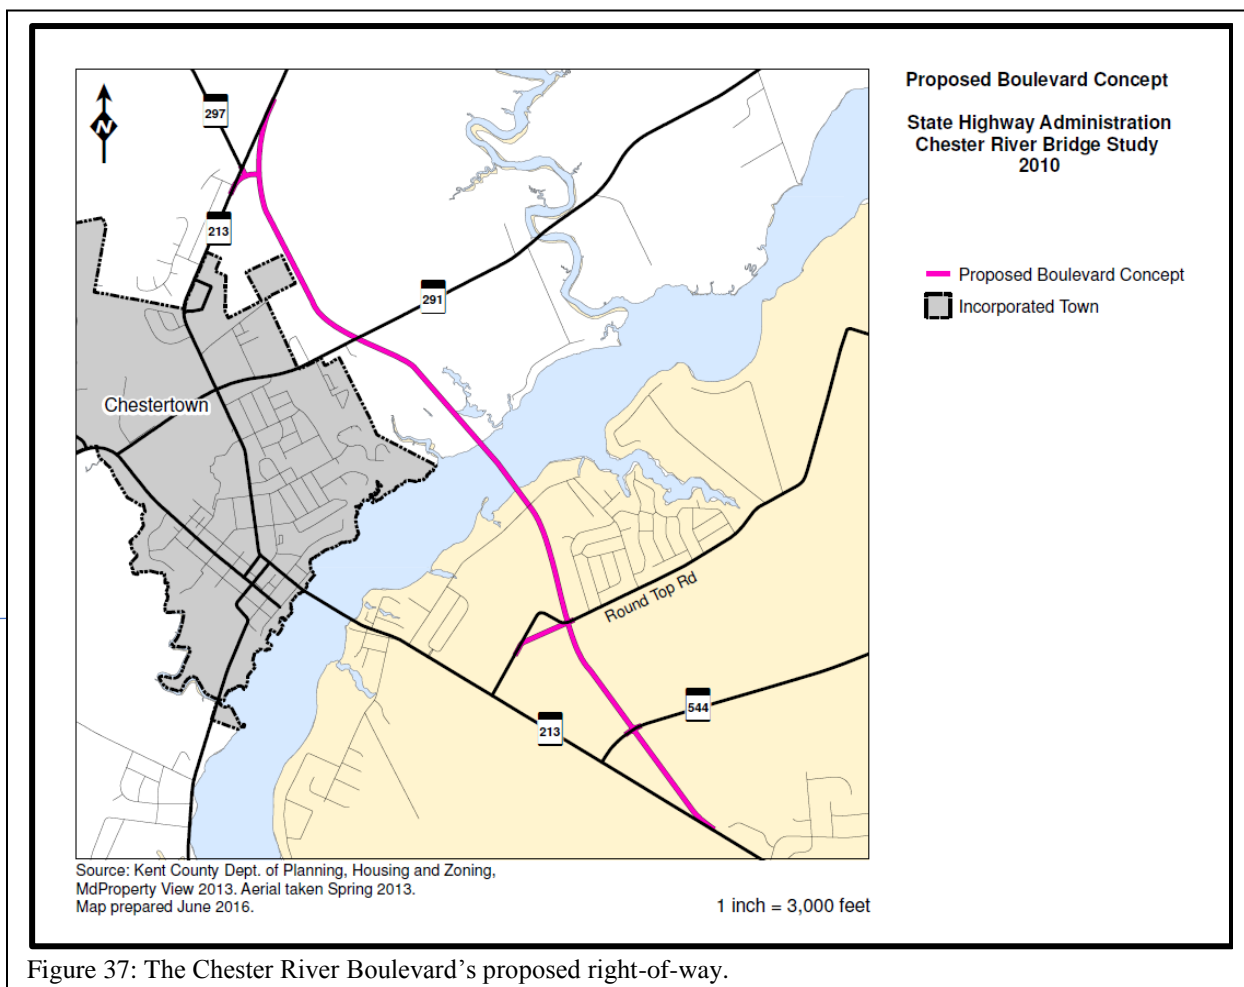 Proposed Boulevard Concept
State Highway Administration
Chester River Bridge Study
2010
Proposed Boulevard Concept
Incorporated Town
N
297
213
291
Chestertown
Round Top Rd
544
213
Source: Kent County Dept. of Planning, Housing and Zoning,
MdProperty View 2013. Aerial taken Spring 2013.
Map prepared June 2016.
1 inch = 3,000 feet
Figure 37: The Chester River Boulevard’s proposed right-of-way.